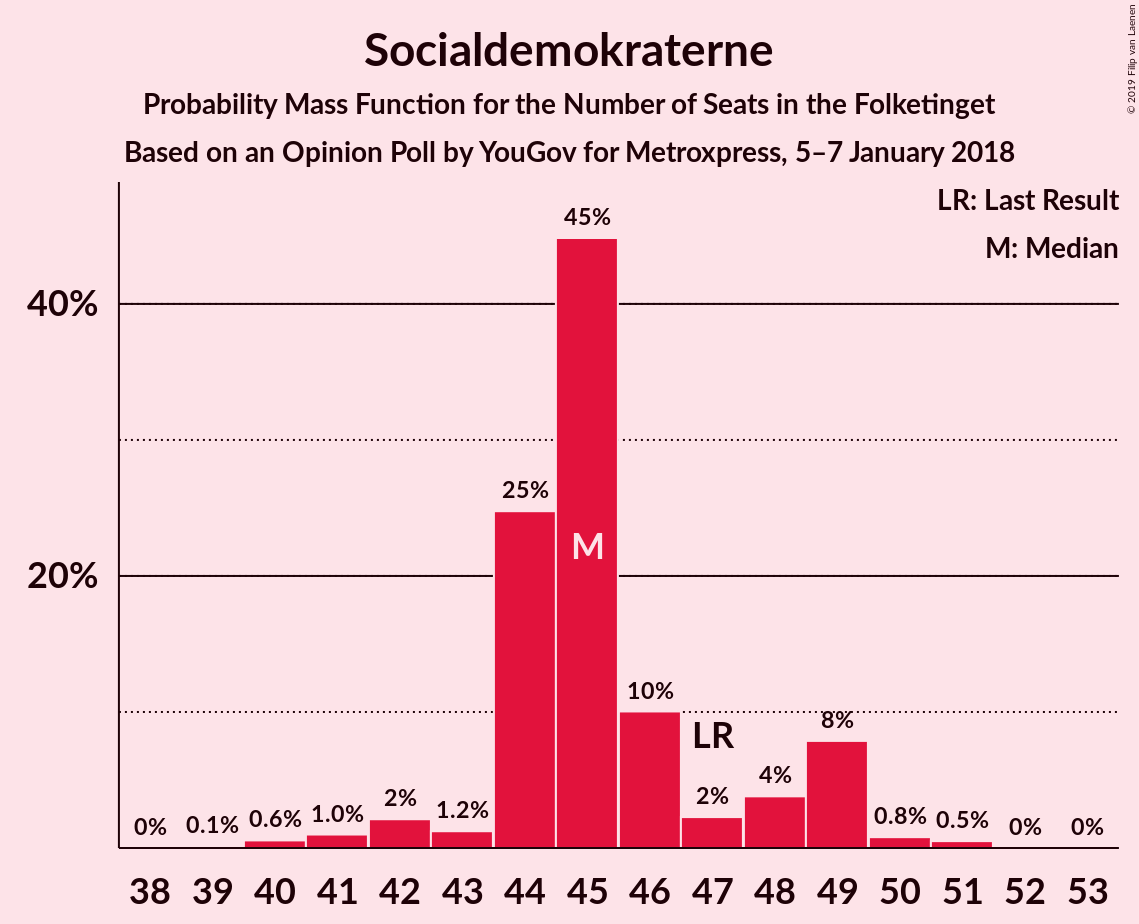 Socialdemokraterne
Probability Mass Function for the Number of Seats in the Folketinget
Based on an Opinion Poll by YouGov for Metroxpress, 5–7 January 2018
© 2019 Filip van Laenen
LR: Last Result
M: Median
40%
20%
0%
0.1%
0.6%
1.0%
2%
1.2%
25%
45%
M
10%
LR
2%
4%
8%
0.8%
0.5%
0%
0%
38 39 40 41 42 43 44 45 46 47 48 49 50 51 52 53